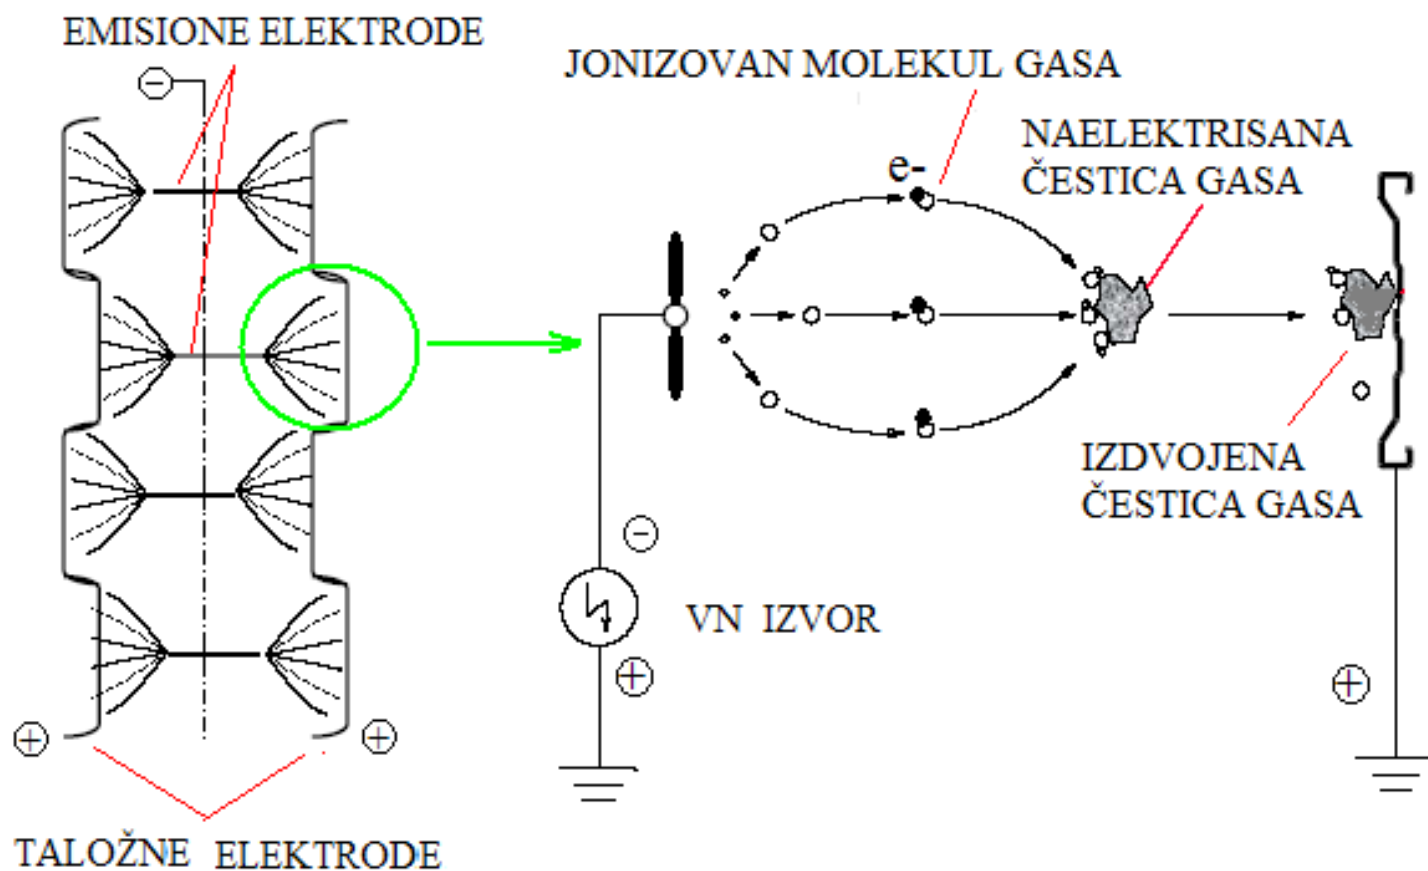 EMISIONE ELEKTRODE
JONIZOVAN MOLEKUL GASA
NAELEKTRISANA
ČESTICA GASA
e-
IZDVOJENA
ČESTICA GASA
VN IZVOR
TALOŽNE ELEKTRODE